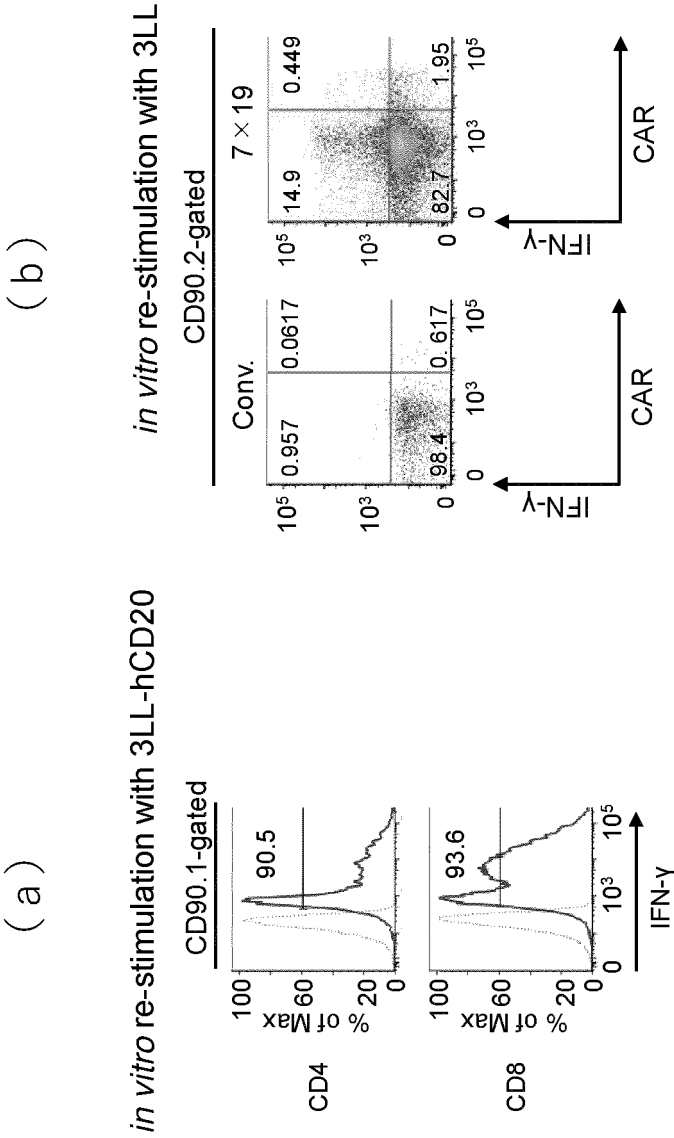 (a)
in vitro re-stimulation with 3LL-hCD20
CD90.1-gated
CD4
% of Max
100
60
20
0
90.5
CD8
% of Max
100
60
20
0
93.6
0 10³ 10⁵
IFN-γ
(b)
in vitro re-stimulation with 3LL
CD90.2-gated
Conv.
10⁵
10³
0
0.957 0.0617
98.4 0.617
0 10³ 10⁵
IFN-γ
CAR
7×19
10⁵
10³
0
14.9 0.449
82.7 1.95
0 10³ 10⁵
IFN-γ
CAR